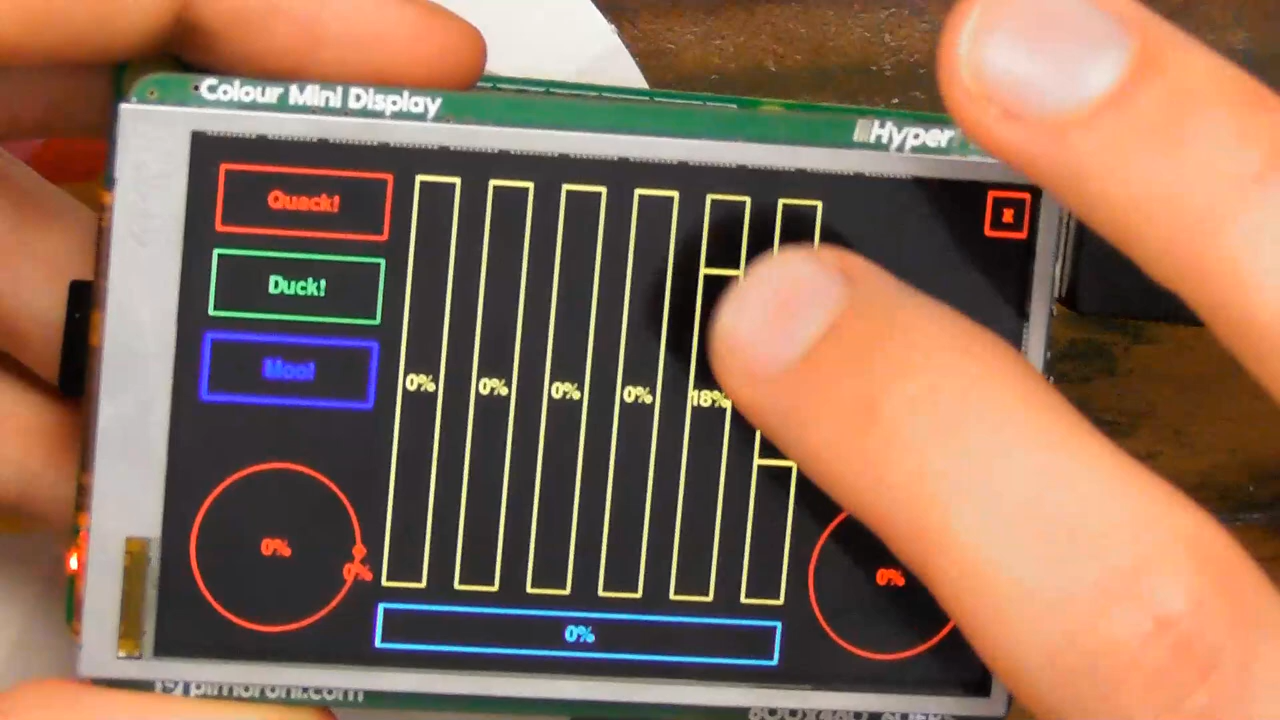 Colour Mini Display
Hyper
Quack!
x
Duck!
Moo!
0%
0%
0%
0%
18%
0%
0%
0%
0%
pimoroni.com